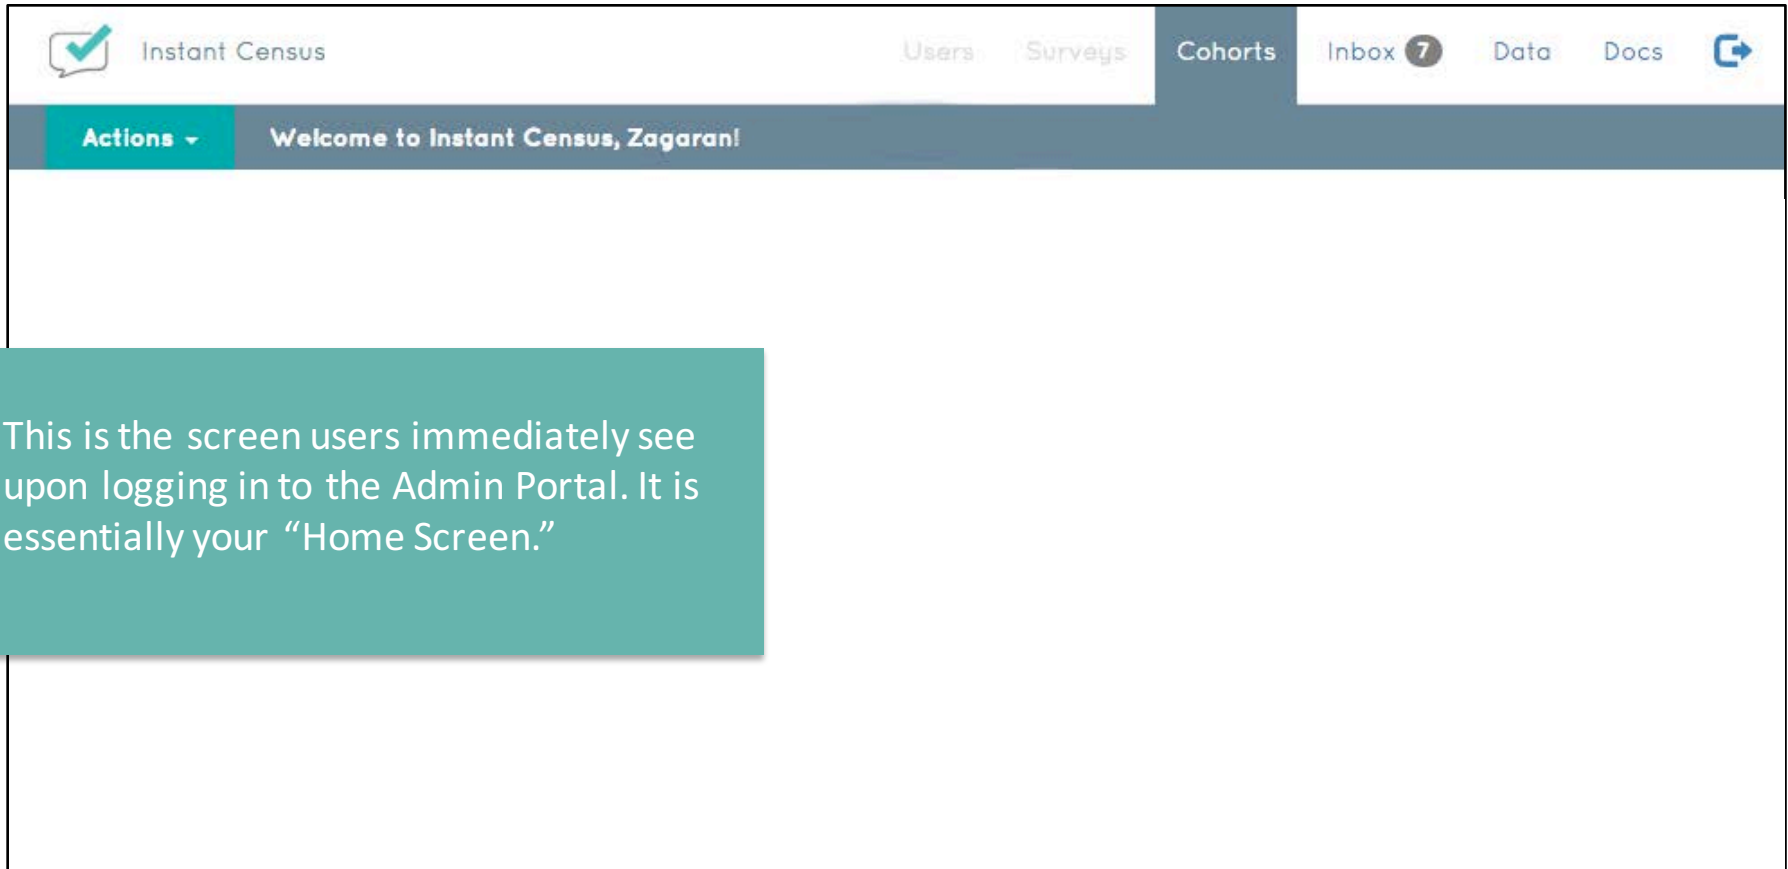 Instant Census Users Surveys Cohorts Inbox 7 Data Docs
Actions Welcome to Instant Census, Zagaran!
This is the screen users immediately see
upon logging in to the Admin Portal. It is
essentially your “Home Screen.”